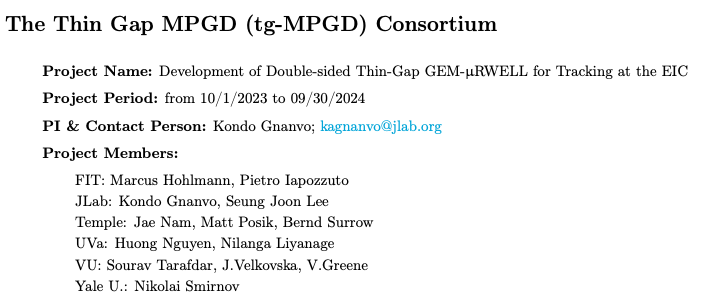 The Thin Gap MPGD (tg-MPGD) Consortium
Project Name: Development of Double-sided Thin-Gap GEM-μRWELL for Tracking at the EIC
Project Period: from 10/1/2023 to 09/30/2024
PI & Contact Person: Kondo Gnanvo; kagnanvo@jlab.org
Project Members:
FIT: Marcus Hohlmann, Pietro Iapozzuto
JLab: Kondo Gnanvo, Seung Joon Lee
Temple: Jae Nam, Matt Posik, Bernd Surrow
UVa: Huong Nguyen, Nilanga Liyanage
VU: Sourav Tarafdar, J.Velkovska, V.Greene
Yale U.: Nikolai Smirnov